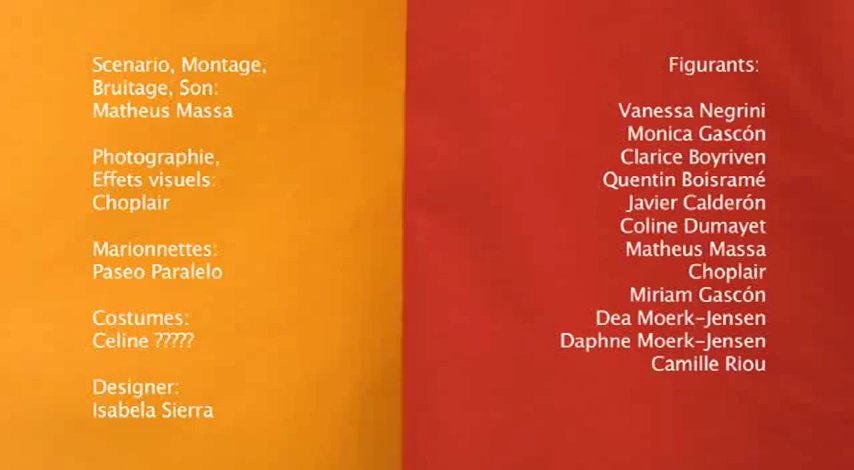 Scenario, Montage,
Bruitage, Son:
Matheus Massa
Photographie,
Effets visuels:
Choplair
Marionnettes:
Paseo Paralelo
Costumes:
Celine ?????
Designer:
Isabela Sierra
Figurants:
Vanessa Negrini
Monica Gascón
Clarice Boyriven
Quentin Boisramé
Javier Calderón
Coline Dumayet
Matheus Massa
Choplair
Miriam Gascón
Dea Moerk-Jensen
Daphne Moerk-Jensen
Camille Riou